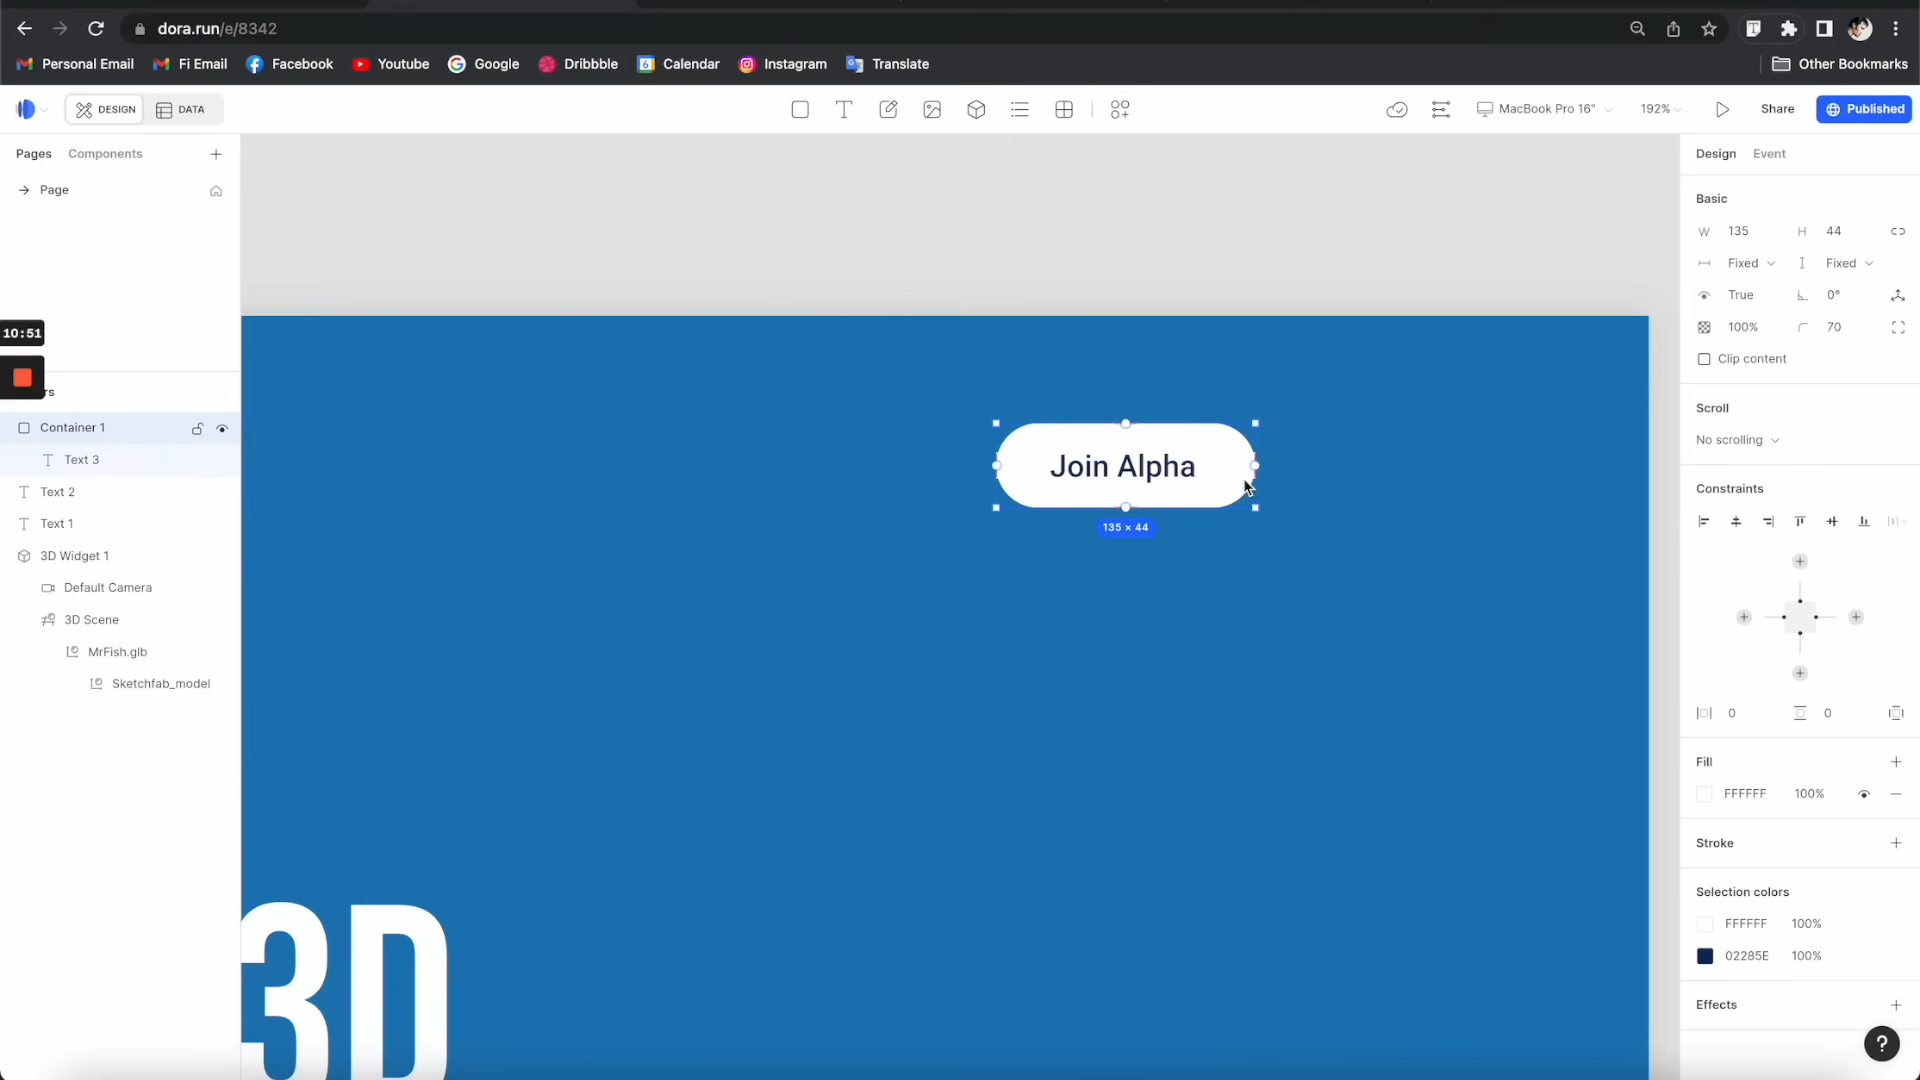 dora.run/e/8342
Personal Email Fi Email Facebook Youtube Google Dribbble 6 Calendar Instagram Translate Other Bookmarks
DESIGN DATA MacBook Pro 16" 192% Share Published
Pages Components
Page
10:51
rs
Container 1
Text 3
Text 2
Text 1
3D Widget 1
Default Camera
3D Scene
MrFish.glb
Sketchfab_model
Join Alpha
135 × 44
3D
Design Event
Basic
W 135 H 44
Fixed Fixed
True 0°
100% 70
Clip content
Scroll
No scrolling
Constraints
0 0
Fill
FFFFFF 100%
Stroke
Selection colors
FFFFFF 100%
02285E 100%
Effects
?